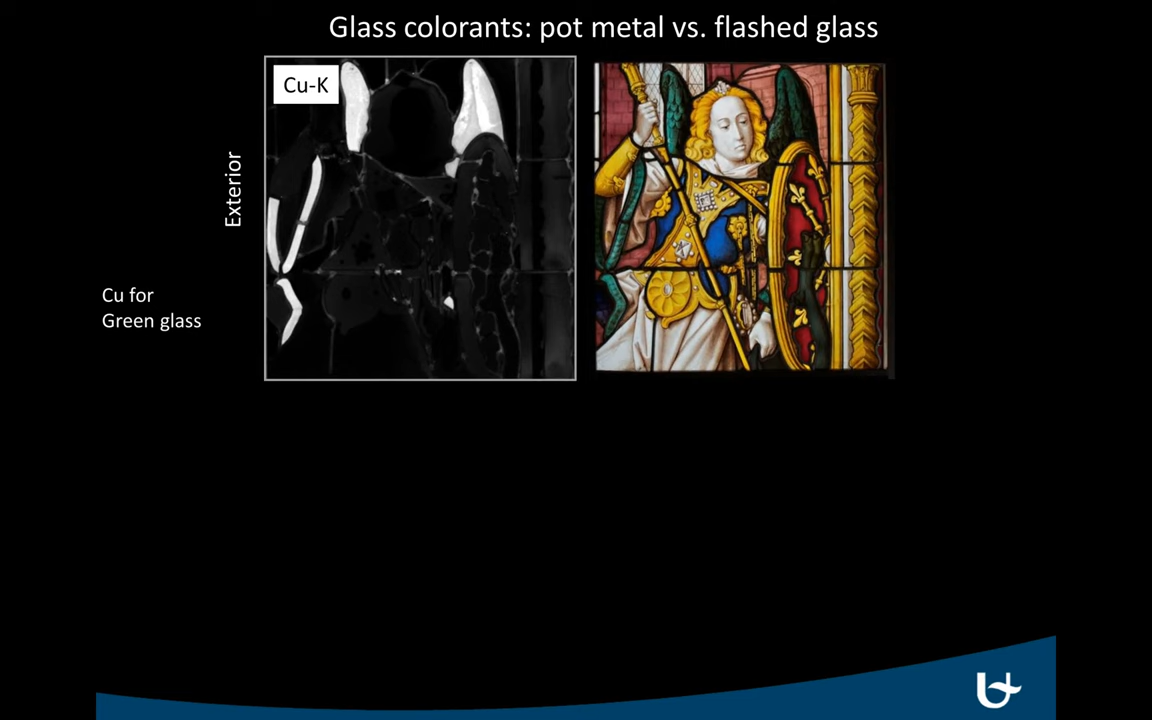 Glass colorants: pot metal vs. flashed glass
Cu-K
Exterior
Cu for
Green glass